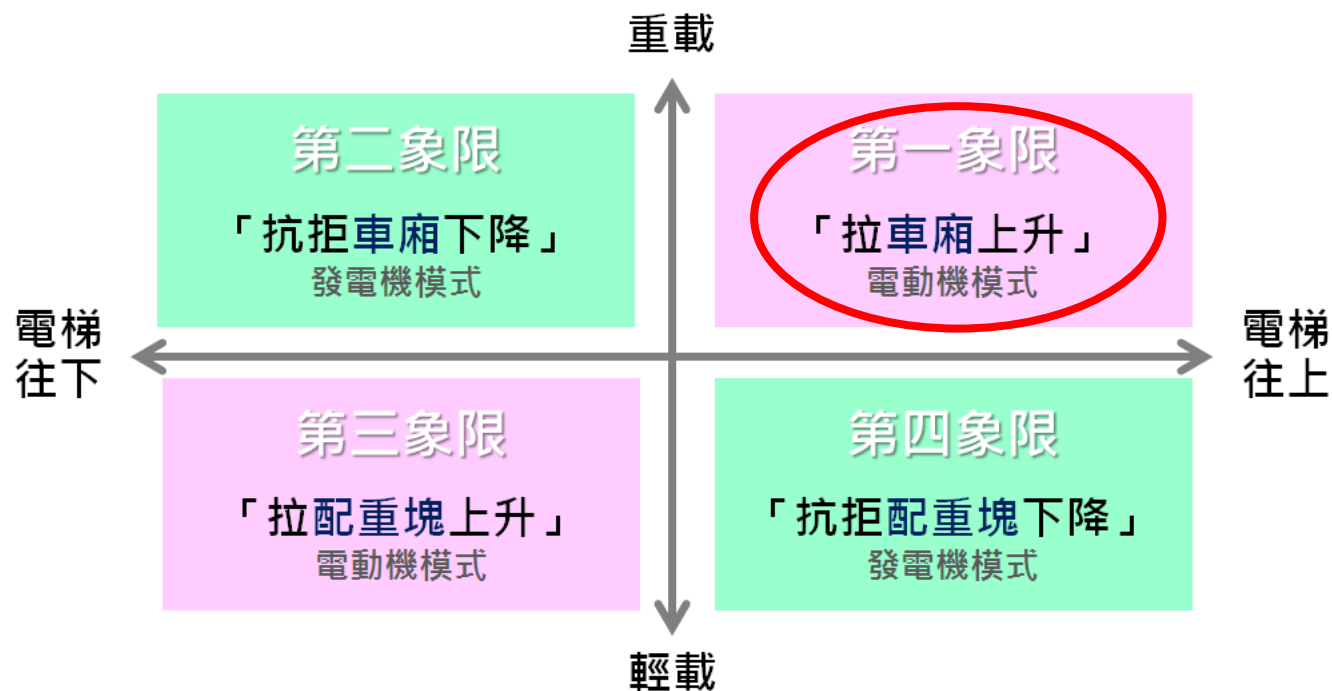 重載
第二象限
「抗拒車廂下降」
發電機模式
第一象限
「拉車廂上升」
電動機模式
電梯
往下
電梯
往上
第三象限
「拉配重塊上升」
電動機模式
第四象限
「抗拒配重塊下降」
發電機模式
輕載